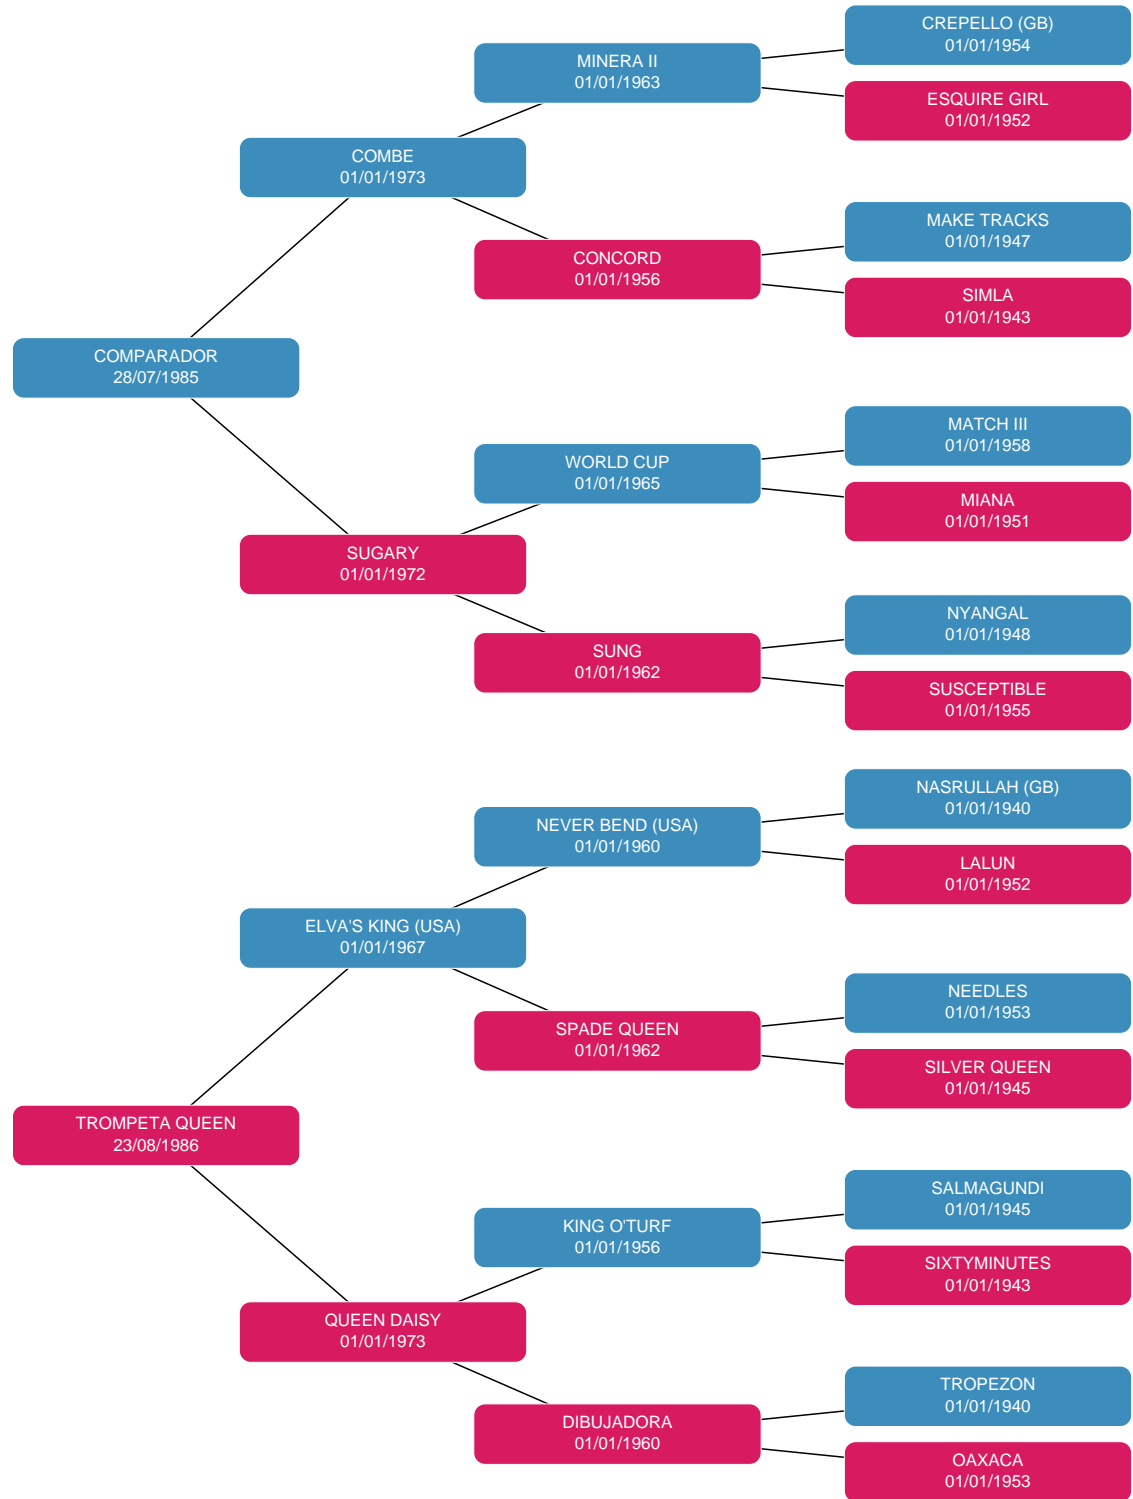 CREPELLO (GB)
01/01/1954
MINERA II
01/01/1963
ESQUIRE GIRL
01/01/1952
COMBE
01/01/1973
MAKE TRACKS
01/01/1947
CONCORD
01/01/1956
SIMLA
01/01/1943
COMPARADOR
28/07/1985
MATCH III
01/01/1958
WORLD CUP
01/01/1965
MIANA
01/01/1951
SUGARY
01/01/1972
NYANGAL
01/01/1948
SUNG
01/01/1962
SUSCEPTIBLE
01/01/1955
NASRULLAH (GB)
01/01/1940
NEVER BEND (USA)
01/01/1960
LALUN
01/01/1952
ELVA'S KING (USA)
01/01/1967
NEEDLES
01/01/1953
SPADE QUEEN
01/01/1962
SILVER QUEEN
01/01/1945
TROMPETA QUEEN
23/08/1986
SALMAGUNDI
01/01/1945
KING O'TURF
01/01/1956
SIXTYMINUTES
01/01/1943
QUEEN DAISY
01/01/1973
TROPEZON
01/01/1940
DIBUJADORA
01/01/1960
OAXACA
01/01/1953